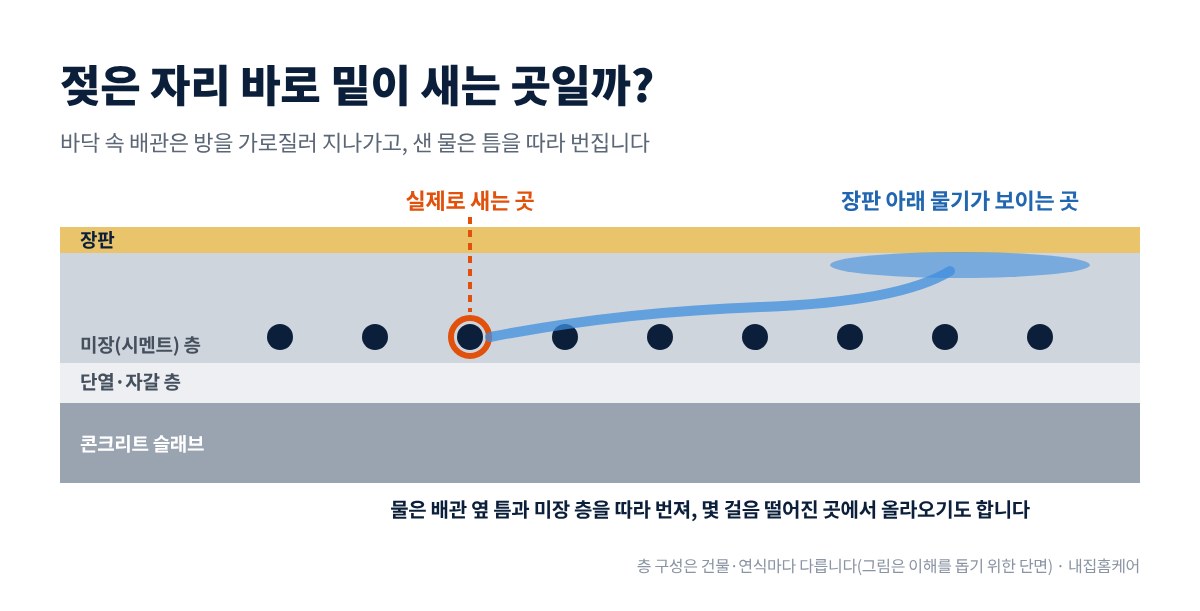 젖은 자리 바로 밑이 새는 곳일까?
바닥 속 배관은 방을 가로질러 지나가고, 샌 물은 틈을 따라 번집니다
실제로 새는 곳
장판 아래 물기가 보이는 곳
장판
미장(시멘트) 층
단열·자갈 층
콘크리트 슬래브
물은 배관 옆 틈과 미장 층을 따라 번져, 몇 걸음 떨어진 곳에서 올라오기도 합니다
층 구성은 건물·연식마다 다릅니다(그림은 이해를 돕기 위한 단면) · 내집홈케어